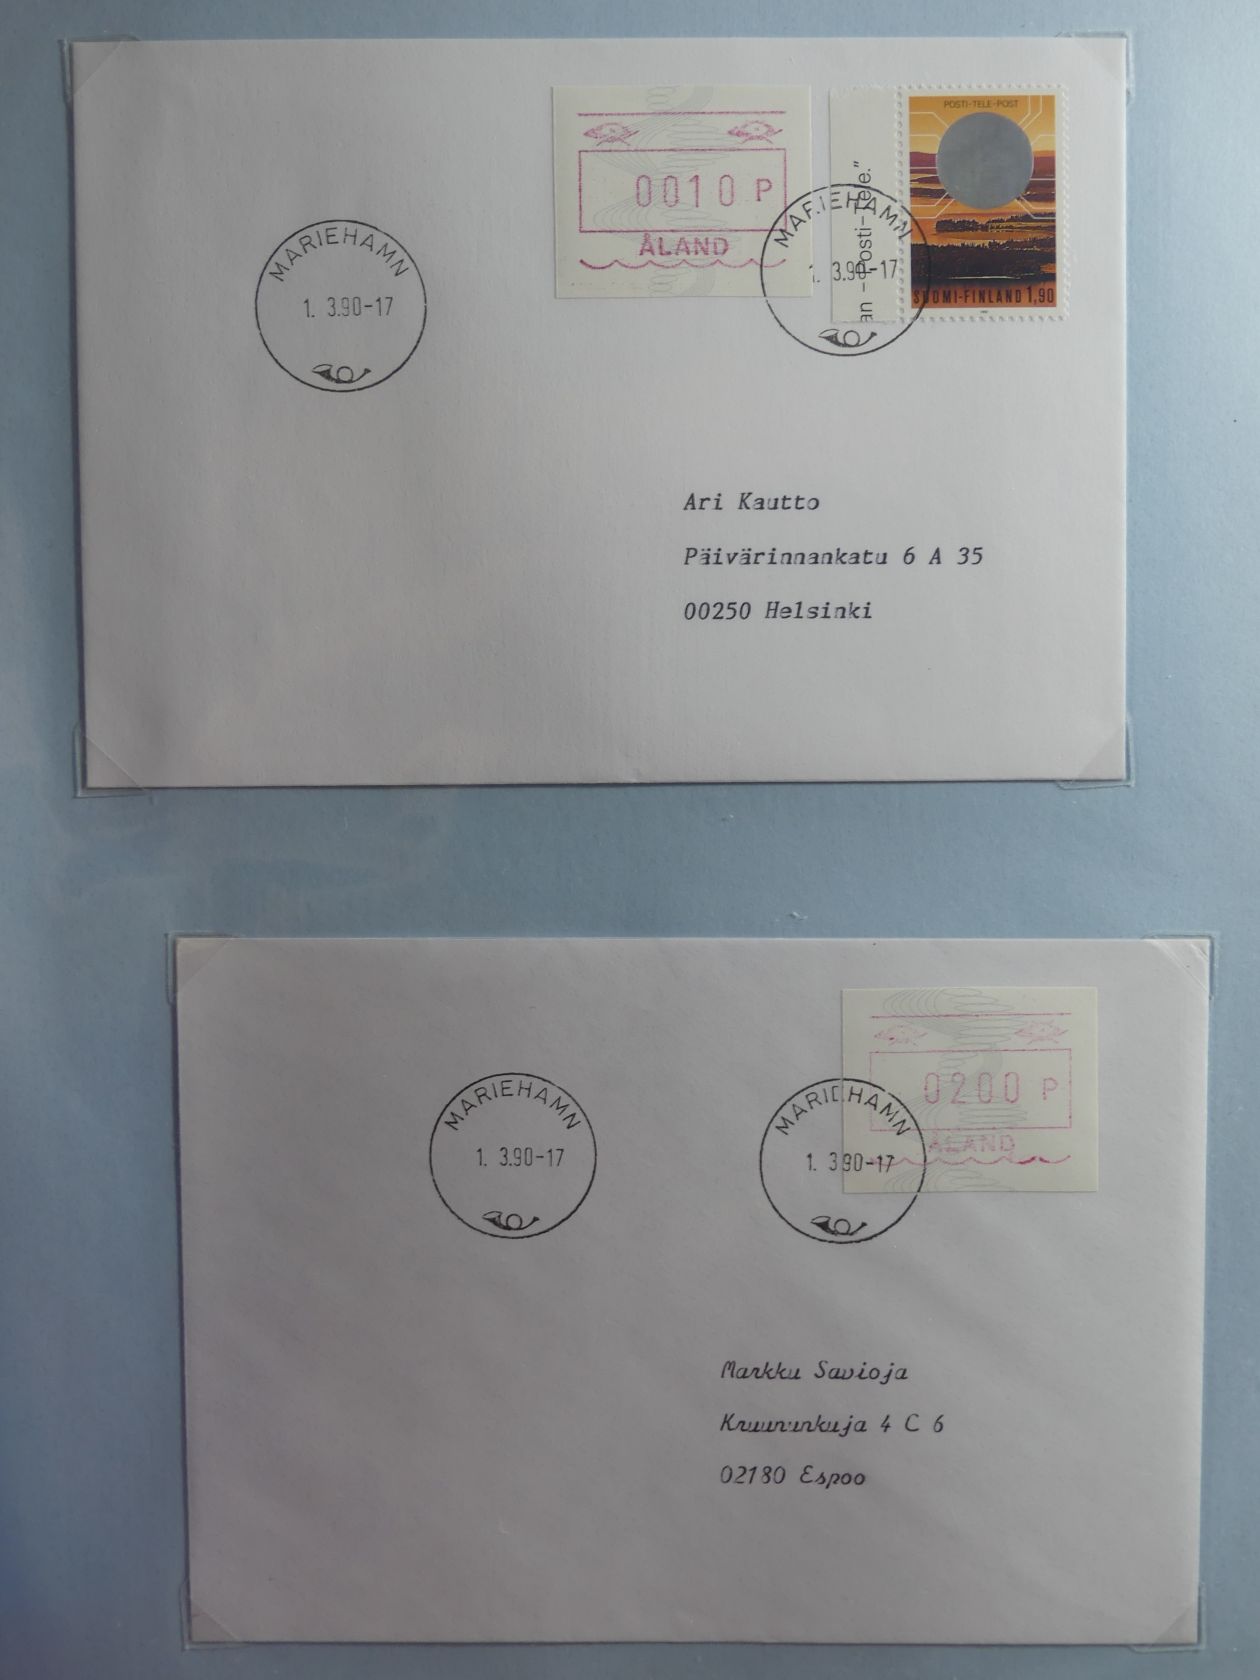 POSTI-TELE-POST
0010 P
ÅLAND
an –Posti-Tele.”
SUOMI-FINLAND 1,90
MARIEHAMN
1. 3.90-17
MARIEHAMN
1. 3.90-17
Ari Kautto
Päivärinnankatu 6 A 35
00250 Helsinki
0200 P
ÅLAND
MARIEHAMN
1. 3.90-17
MARIEHAMN
1. 3.90-17
Markku Savioja
Kruununkuja 4 C 6
02180 Espoo